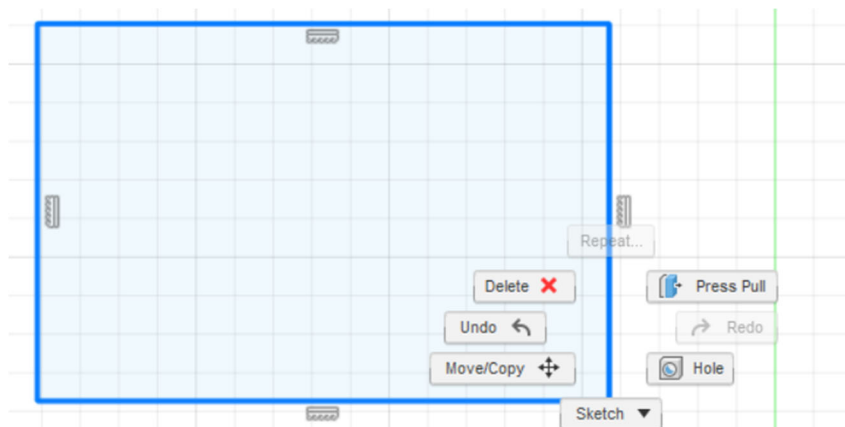 Repeat...
Delete
Press Pull
Undo
Redo
Move/Copy
Hole
Sketch